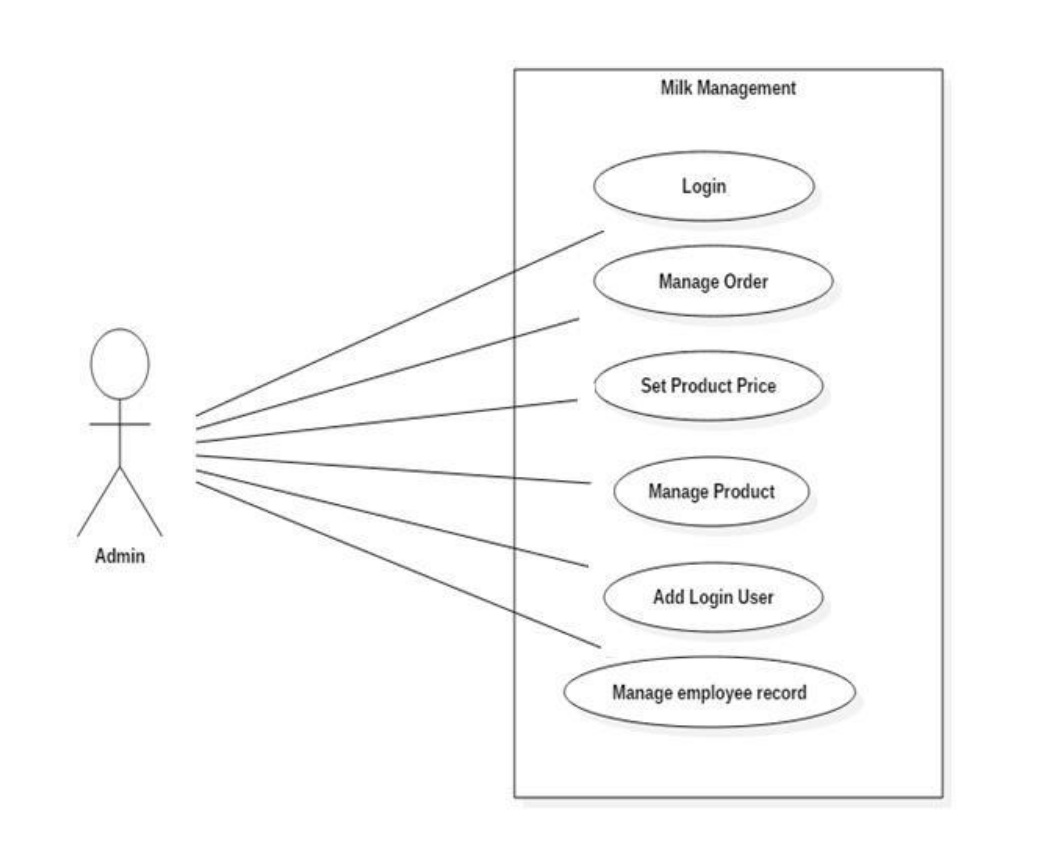 Milk Management
Login
Manage Order
Set Product Price
Manage Product
Add Login User
Manage employee record
Admin